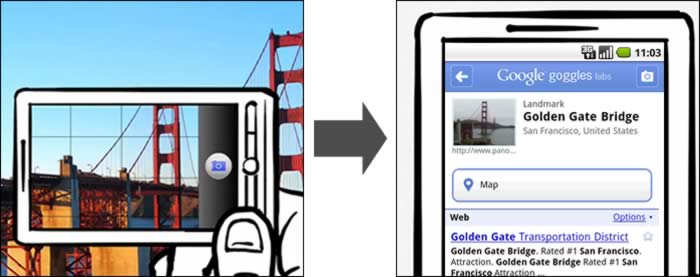 3G
11:03
Google goggles labs
Landmark
Golden Gate Bridge
San Francisco, United States
http://www.pano...
Map
Web
Options
Golden Gate Transportation District
Golden Gate Bridge. Rated #1 San Francisco.
Attraction. Golden Gate Bridge. Rated #1 San
Francisco Attraction ...